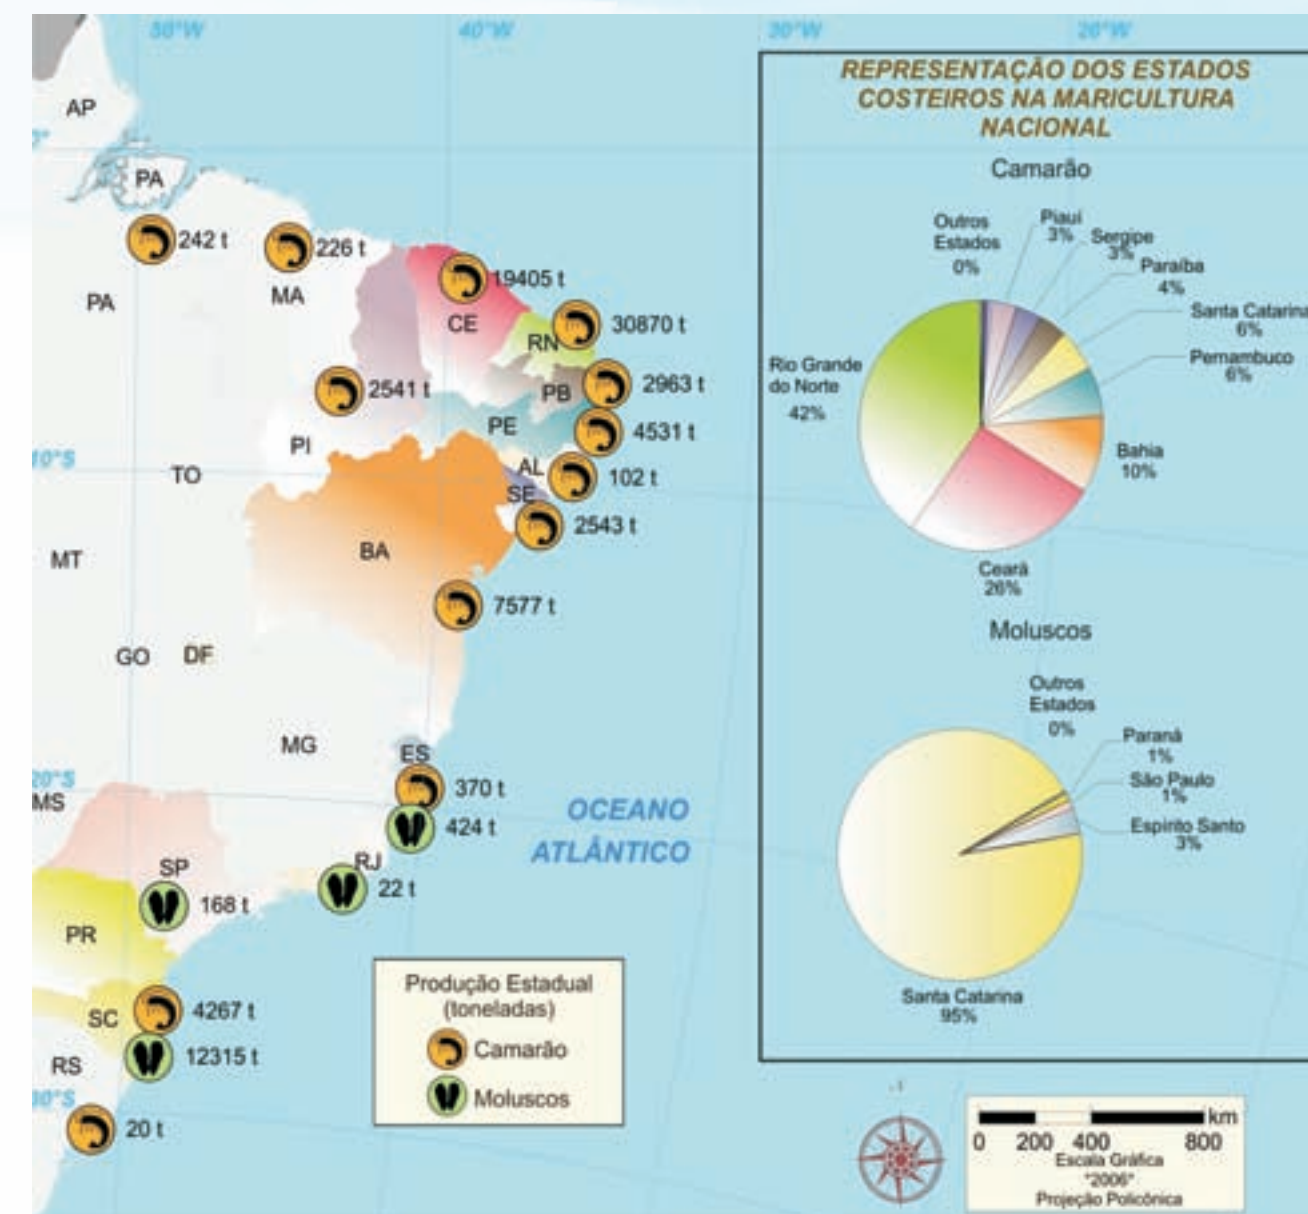 50°W
40°W
30°W
20°W
AP
0°
PA
242 t
226 t
PA
MA
19405 t
CE
30870 t
RN
2541 t
PB
2963 t
PE
4531 t
PI
10°S
TO
AL
102 t
SE
2543 t
MT
BA
7577 t
GO
DF
MG
ES
20°S
370 t
MS
424 t
OCEANO
ATLÂNTICO
SP
RJ
22 t
168 t
PR
SC
4267 t
12315 t
RS
30°S
20 t
Produção Estadual
(toneladas)
Camarão
Moluscos
REPRESENTAÇÃO DOS ESTADOS
COSTEIROS NA MARICULTURA
NACIONAL
Camarão
Outros
Estados
0%
Piauí
3%
Sergipe
3%
Paraíba
4%
Santa Catarina
6%
Pernambuco
6%
Rio Grande
do Norte
42%
Bahia
10%
Ceará
26%
Moluscos
Outros
Estados
0%
Paraná
1%
São Paulo
1%
Espírito Santo
3%
Santa Catarina
95%
km
0 200 400 800
Escala Gráfica
"2006"
Projeção Policônica